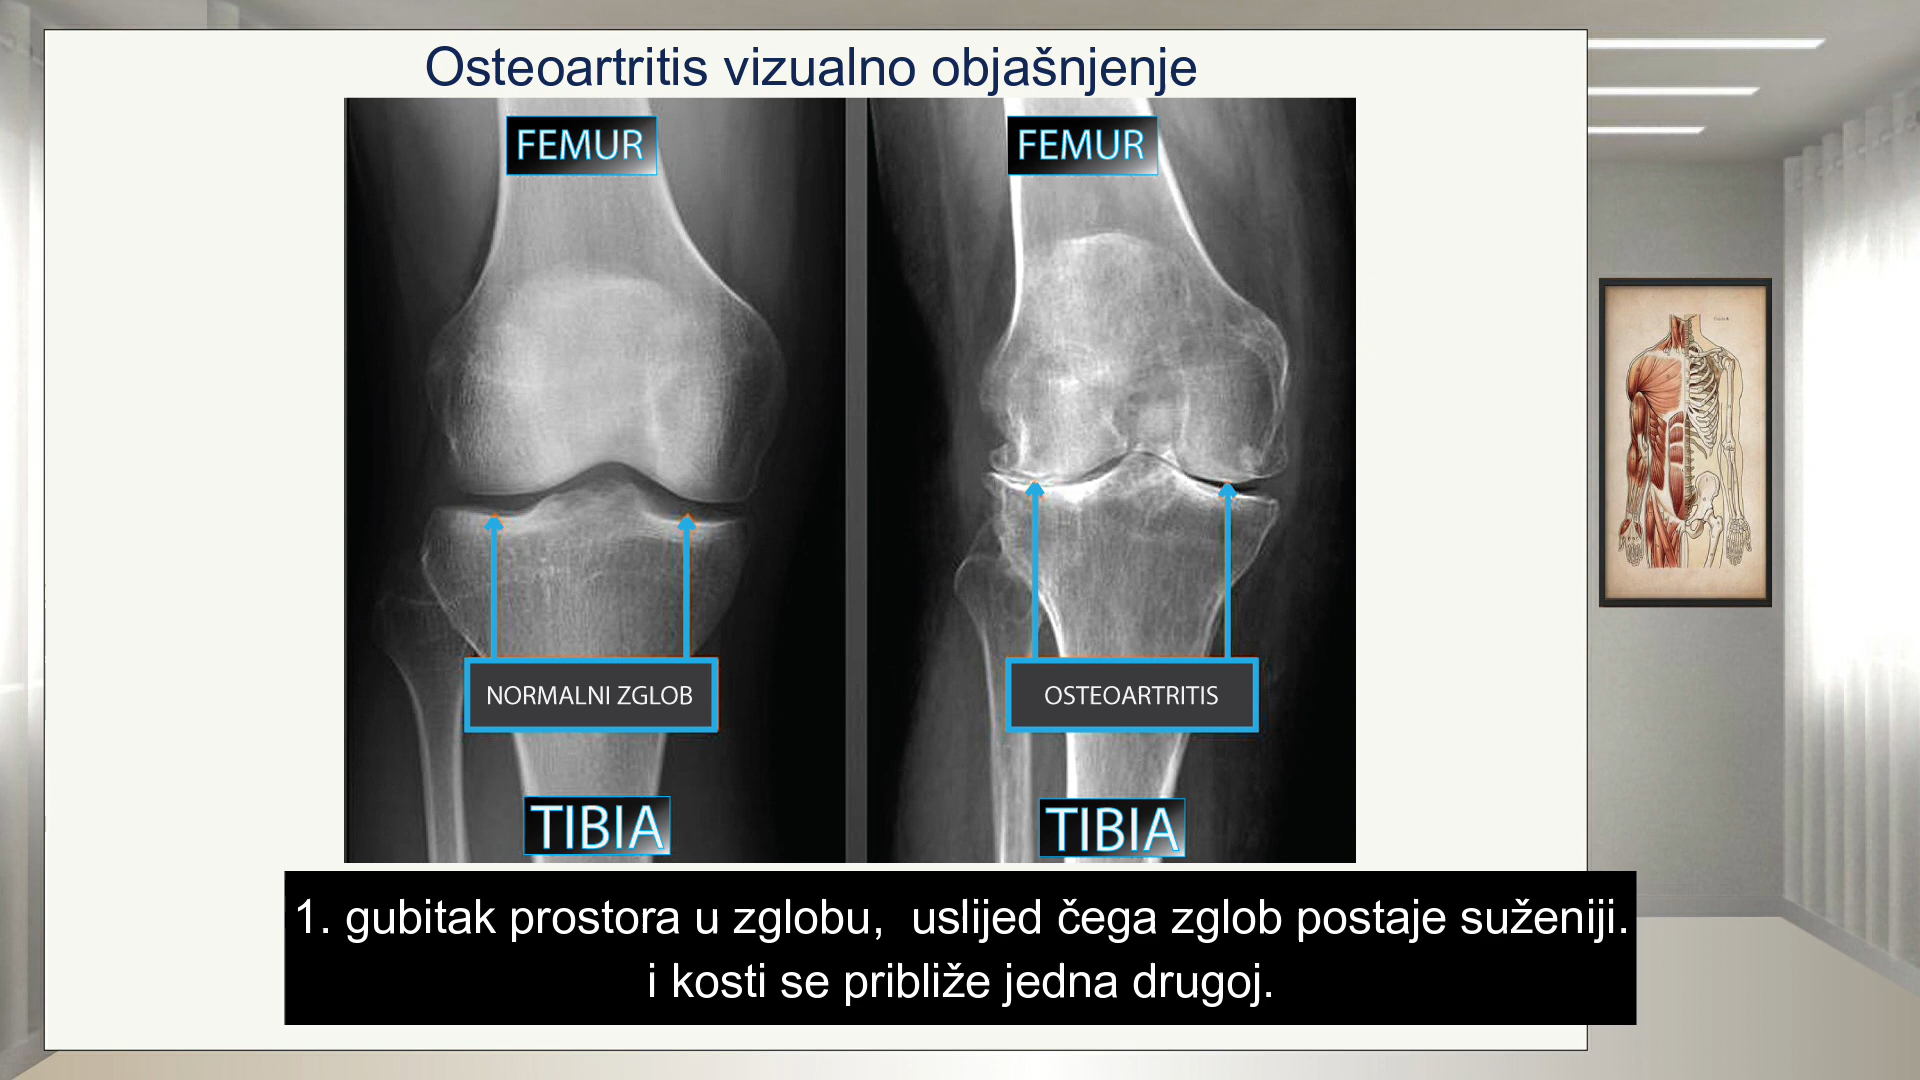 Osteoartritis vizualno objašnjenje
FEMUR
FEMUR
NORMALNI ZGLOB
OSTEOARTRITIS
TIBIA
TIBIA
1. gubitak prostora u zglobu,  uslijed čega zglob postaje suženiji.
i kosti se približe jedna drugoj.